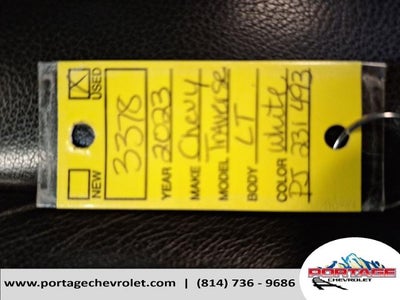 NEW
USED X
3378
YEAR 2023
MAKE Chevy
MODEL Traverse
BODY LT
COLOR White
PJ 231493
www.portagechevrolet.com | (814) 736 - 9686
PORTAGE
CHEVROLET